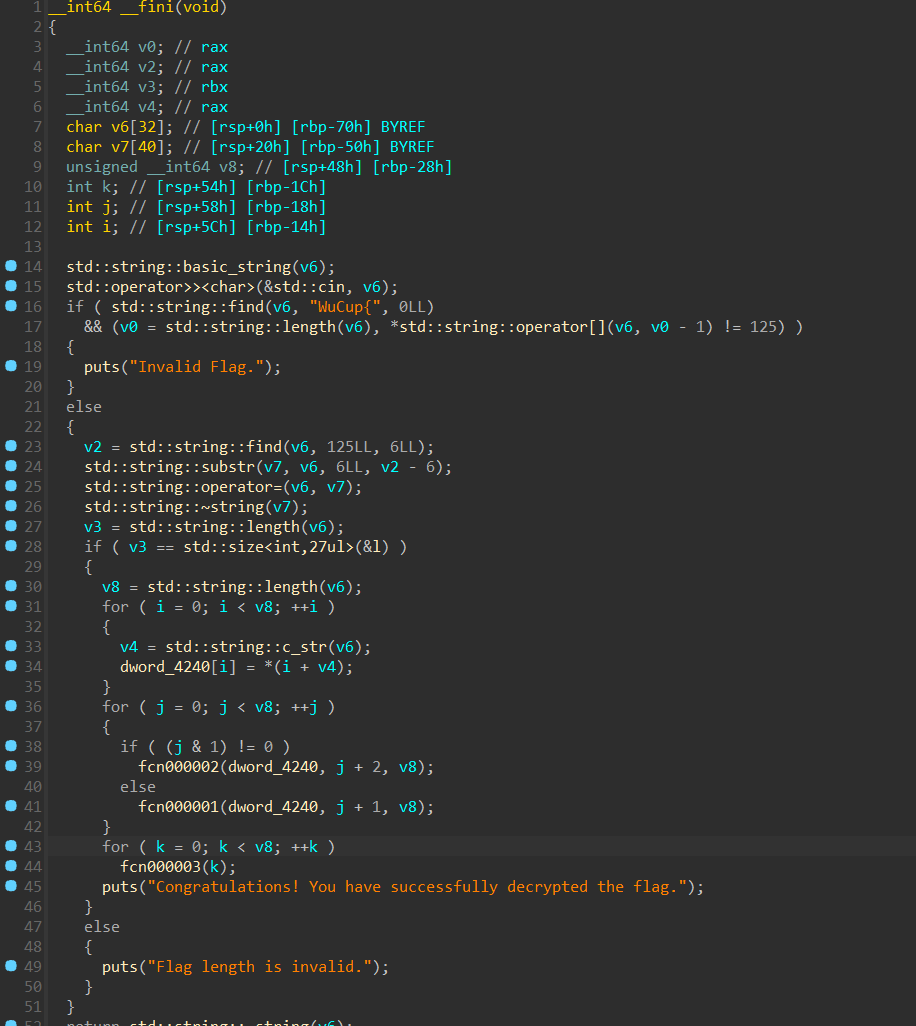 1 __int64 __fini(void)
2 {
3 __int64 v0; // rax
4 __int64 v2; // rax
5 __int64 v3; // rbx
6 __int64 v4; // rax
7 char v6[32]; // [rsp+0h] [rbp-70h] BYREF
8 char v7[40]; // [rsp+20h] [rbp-50h] BYREF
9 unsigned __int64 v8; // [rsp+48h] [rbp-28h]
10 int k; // [rsp+54h] [rbp-1Ch]
11 int j; // [rsp+58h] [rbp-18h]
12 int i; // [rsp+5Ch] [rbp-14h]
13
14 std::string::basic_string(v6);
15 std::operator>><char>(&std::cin, v6);
16 if ( std::string::find(v6, "WuCup{", 0LL)
17 && (v0 = std::string::length(v6), *std::string::operator[](v6, v0 - 1) != 125) )
18 {
19 puts("Invalid Flag.");
20 }
21 else
22 {
23 v2 = std::string::find(v6, 125LL, 6LL);
24 std::string::substr(v7, v6, 6LL, v2 - 6);
25 std::string::operator=(v6, v7);
26 std::string::~string(v7);
27 v3 = std::string::length(v6);
28 if ( v3 == std::size<int,27ul>(&l) )
29 {
30 v8 = std::string::length(v6);
31 for ( i = 0; i < v8; ++i )
32 {
33 v4 = std::string::c_str(v6);
34 dword_4240[i] = *(i + v4);
35 }
36 for ( j = 0; j < v8; ++j )
37 {
38 if ( (j & 1) != 0 )
39 fcn000002(dword_4240, j + 2, v8);
40 else
41 fcn000001(dword_4240, j + 1, v8);
42 }
43 for ( k = 0; k < v8; ++k )
44 fcn000003(k);
45 puts("Congratulations! You have successfully decrypted the flag.");
46 }
47 else
48 {
49 puts("Flag length is invalid.");
50 }
51 }